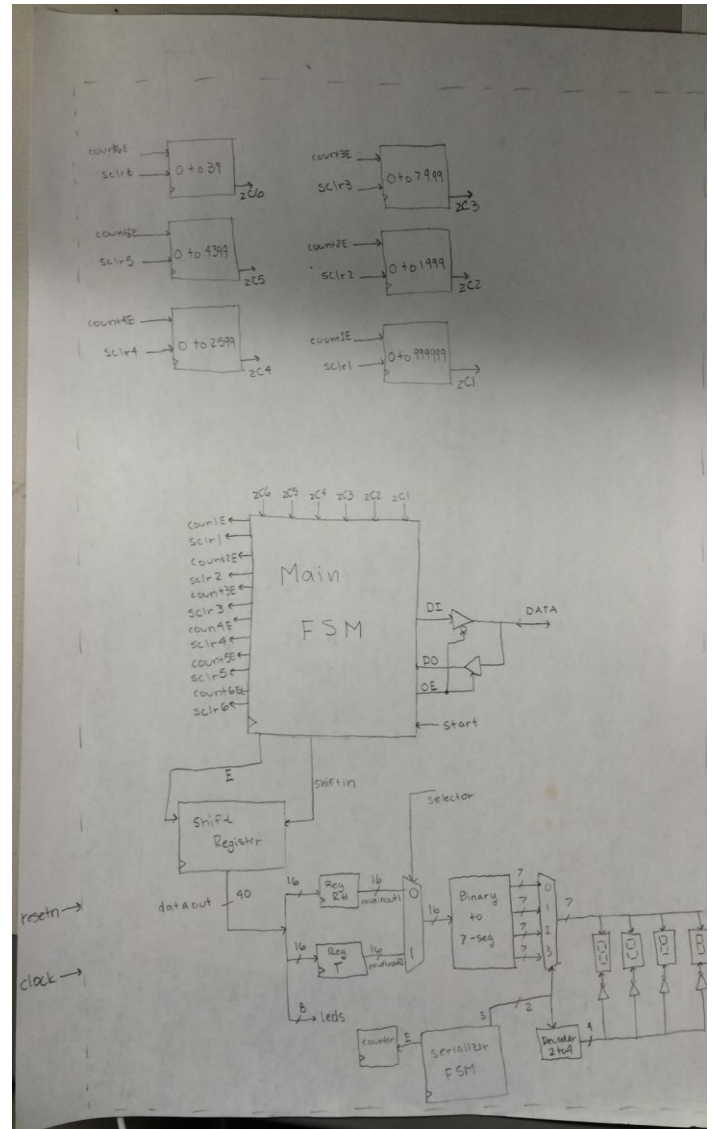 count6E
sclr6
0 to 39
zC6
count3E
sclr3
0 to 7999
zC3
count5E
sclr5
0 to 4399
zC5
count2E
sclr2
0 to 1999
zC2
count4E
sclr4
0 to 2599
zC4
count1E
sclr1
0 to 999999
zC1
zC6 zC5 zC4 zC3 zC2 zC1
count1E
sclr1
count2E
sclr2
count3E
sclr3
count4E
sclr4
count5E
sclr5
count6E
sclr6
Main
FSM
DI
DATA
DO
OE
start
E
shiftin
Shift
Register
selector
dataout
40
resetn
clock
16
Reg
RH
16
muxinout1
0
1
16
Reg
T
16
8
leds
16
Binary
to
7-seg
7
7
7
7
0
1
2
3
7
counter
E
serializer
FSM
S
2
Decoder
2 to 4
4